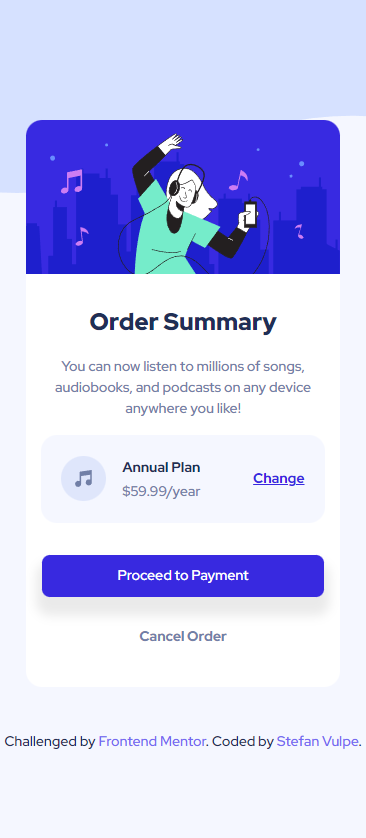 Order Summary
You can now listen to millions of songs,
audiobooks, and podcasts on any device
anywhere you like!
Annual Plan
$59.99/year
Change
Proceed to Payment
Cancel Order
Challenged by Frontend Mentor. Coded by Stefan Vulpe.